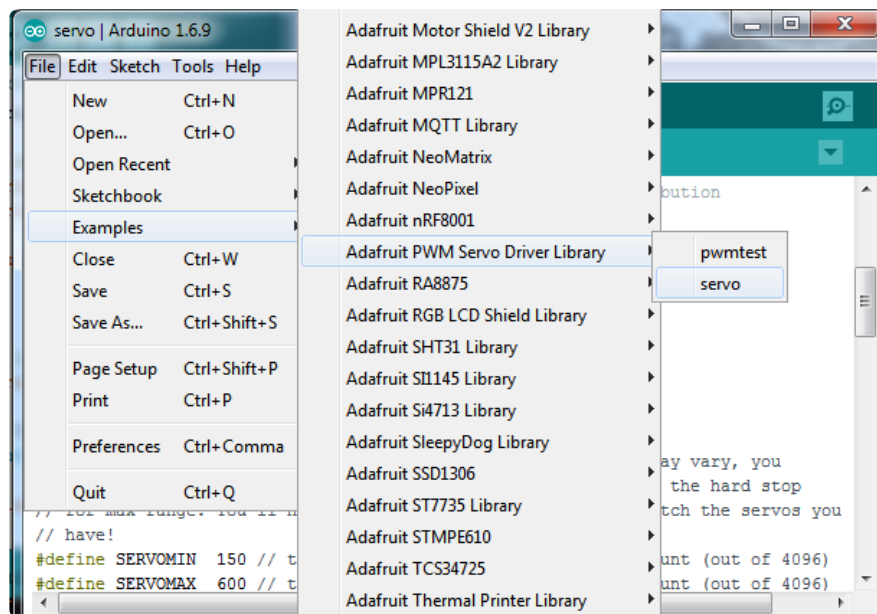 servo | Arduino 1.6.9
File Edit Sketch Tools Help
New Ctrl+N
Open... Ctrl+O
Open Recent
Sketchbook
Examples
Close Ctrl+W
Save Ctrl+S
Save As... Ctrl+Shift+S
Page Setup Ctrl+Shift+P
Print Ctrl+P
Preferences Ctrl+Comma
Quit Ctrl+Q
Adafruit Motor Shield V2 Library
Adafruit MPL3115A2 Library
Adafruit MPR121
Adafruit MQTT Library
Adafruit NeoMatrix
Adafruit NeoPixel
Adafruit nRF8001
Adafruit PWM Servo Driver Library
Adafruit RA8875
Adafruit RGB LCD Shield Library
Adafruit SHT31 Library
Adafruit SI1145 Library
Adafruit Si4713 Library
Adafruit SleepyDog Library
Adafruit SSD1306
Adafruit ST7735 Library
Adafruit STMPE610
Adafruit TCS34725
Adafruit Thermal Printer Library
pwmtest
servo
bution
ay vary, you
the hard stop
// for max range. You'll n tch the servos you
// have!
#define SERVOMIN 150 // t unt (out of 4096)
#define SERVOMAX 600 // t unt (out of 4096)